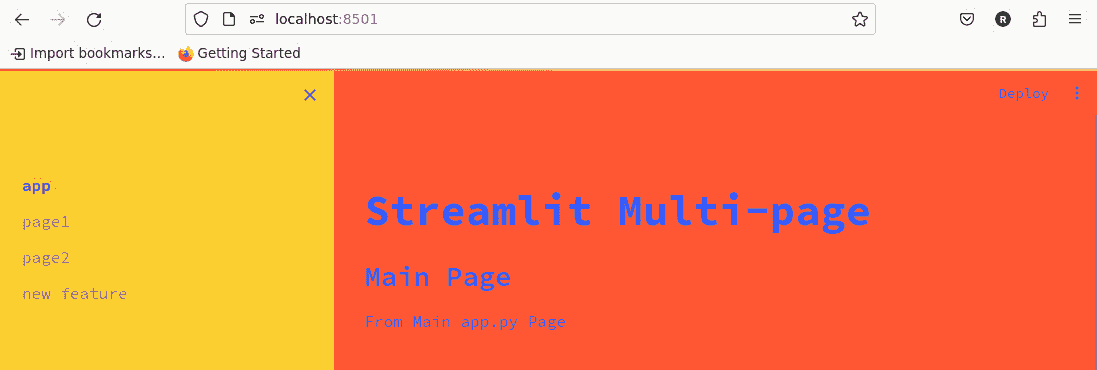 localhost:8501
R
Import bookmarks... Getting Started
Deploy
app
page1
page2
new feature
Streamlit Multi-page
Main Page
From Main app.py Page